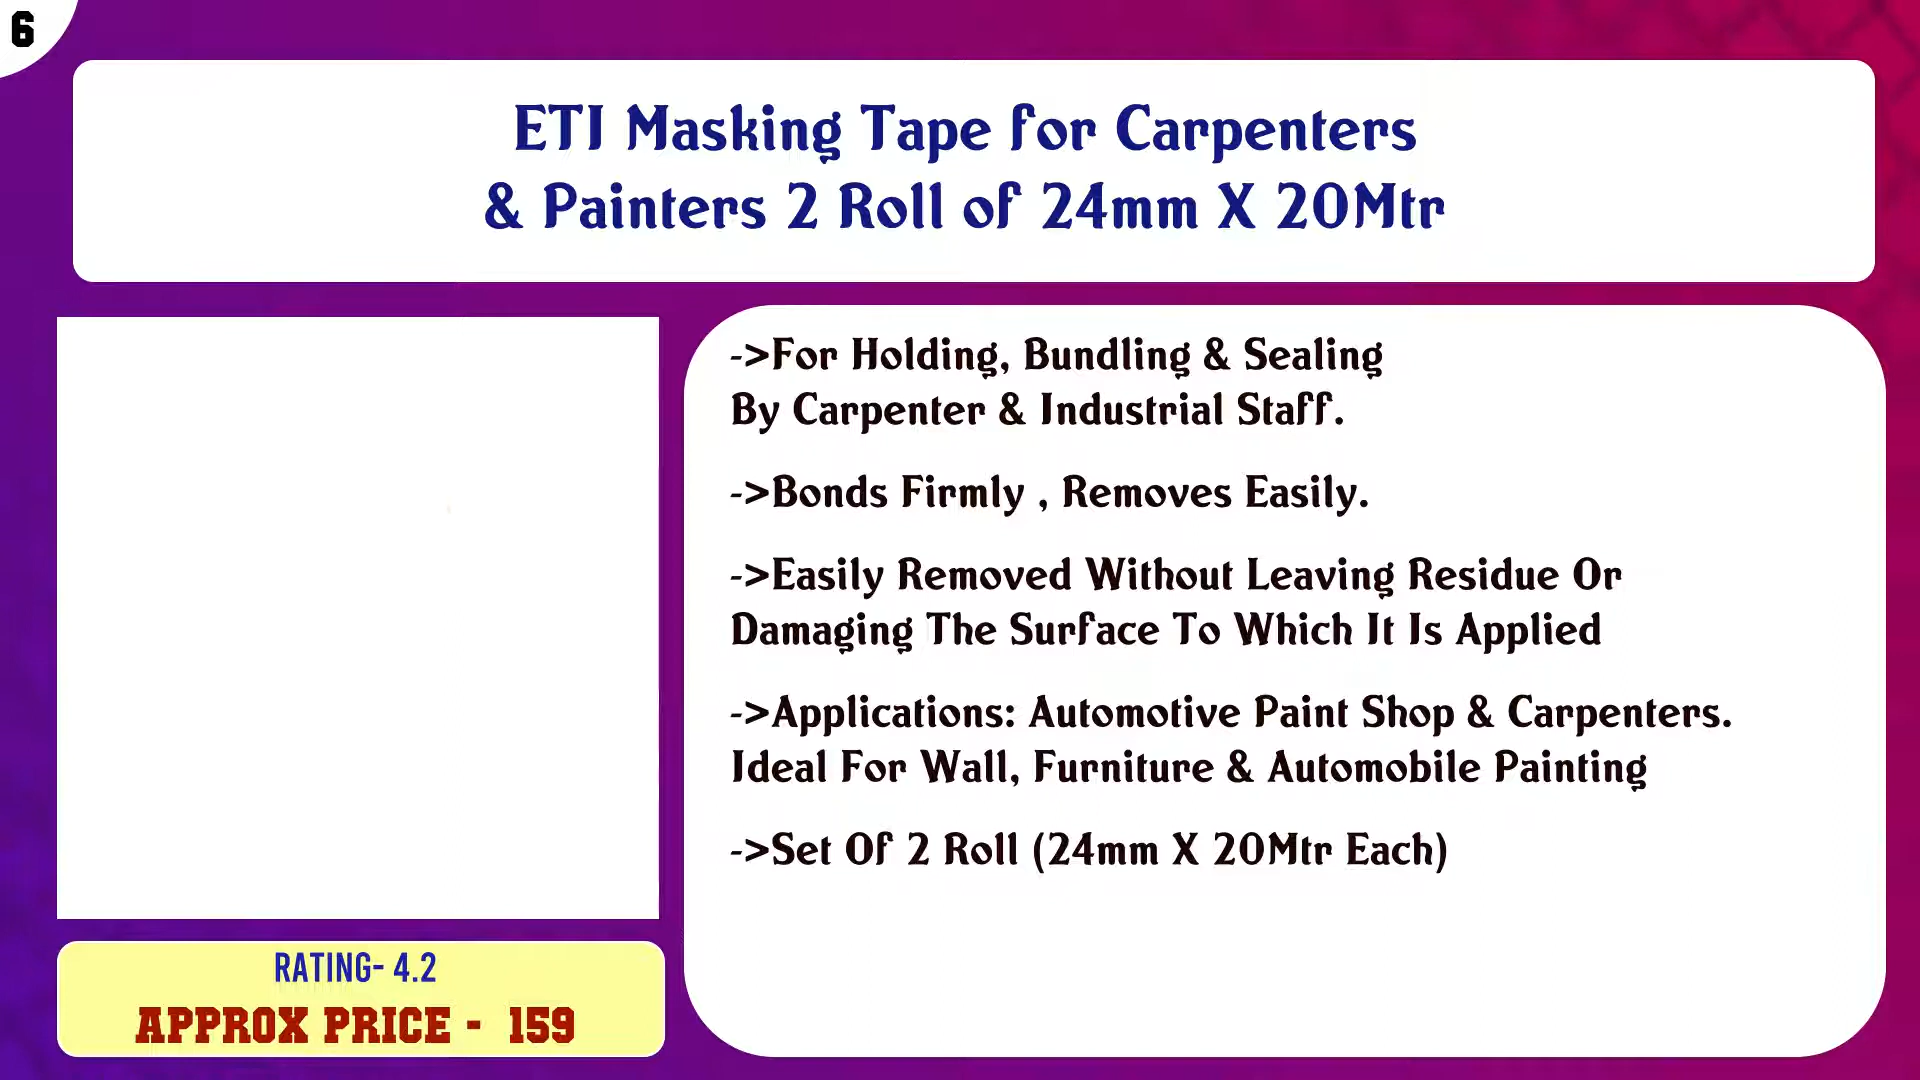 6
ETI Masking Tape for Carpenters
& Painters 2 Roll of 24mm X 20Mtr
->For Holding, Bundling & Sealing
By Carpenter & Industrial Staff.
->Bonds Firmly , Removes Easily.
->Easily Removed Without Leaving Residue Or
Damaging The Surface To Which It Is Applied
->Applications: Automotive Paint Shop & Carpenters.
Ideal For Wall, Furniture & Automobile Painting
->Set Of 2 Roll (24mm X 20Mtr Each)
RATING- 4.2
APPROX PRICE - 159